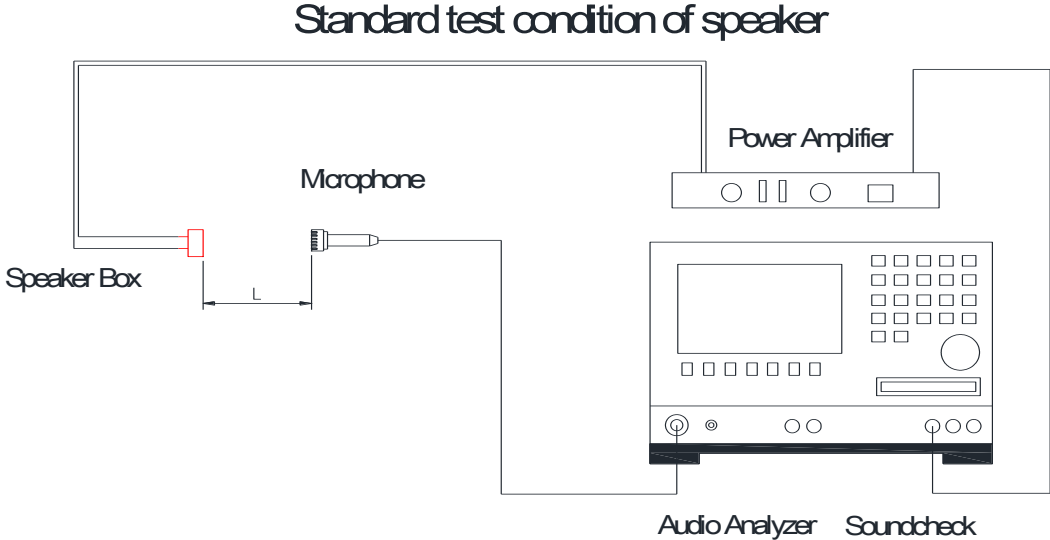 Standard test condition of speaker
Power Amplifier
Microphone
Speaker Box
L
Audio Analyzer
Soundcheck